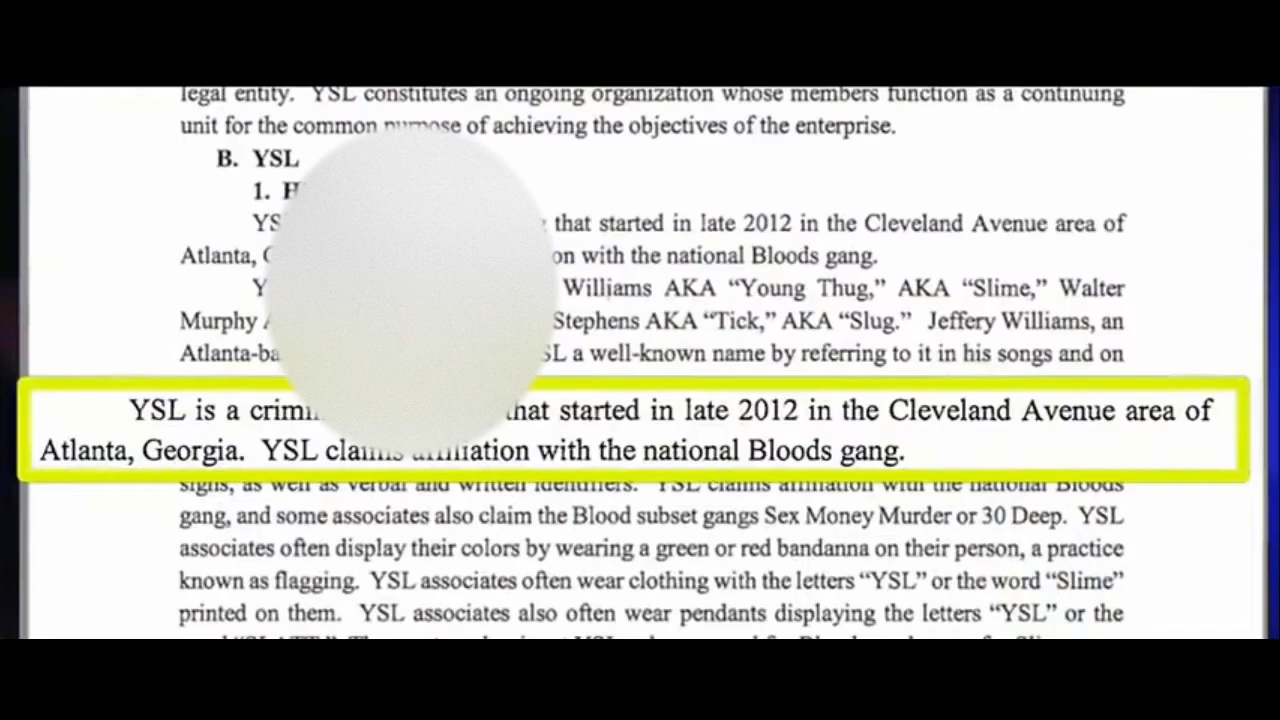 legal entity. YSL constitutes an ongoing organization whose members function as a continuing
unit for the common purpose of achieving the objectives of the enterprise.
B. YSL
1.
that started in late 2012 in the Cleveland Avenue area of
Atlanta, with the national Bloods gang.
Williams AKA “Young Thug,” AKA “Slime,” Walter
Murphy Stephens AKA “Tick,” AKA “Slug.” Jeffery Williams, an
a well-known name by referring to it in his songs and on
YSL is a that started in late 2012 in the Cleveland Avenue area of
Atlanta, Georgia. YSL claims affiliation with the national Bloods gang.
signs, as well as verbal and written identifiers. YSL claims affiliation with the national Bloods
gang, and some associates also claim the Blood subset gangs Sex Money Murder or 30 Deep. YSL
associates often display their colors by wearing a green or red bandanna on their person, a practice
known as flagging. YSL associates often wear clothing with the letters “YSL” or the word “Slime”
printed on them. YSL associates also often wear pendants displaying the letters “YSL” or the